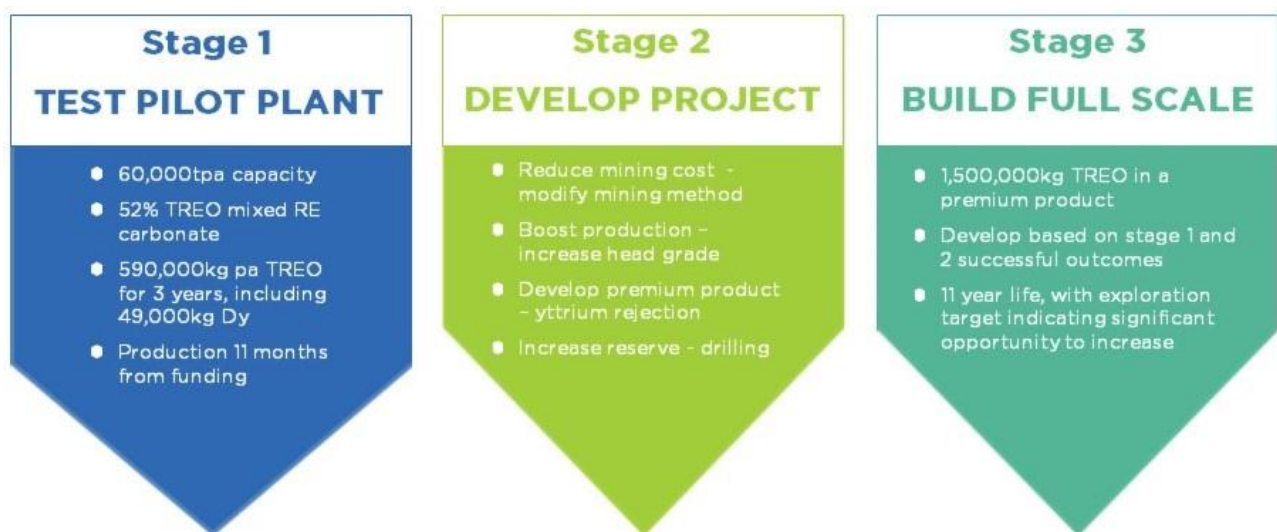 Stage 1
TEST PILOT PLANT
60,000tpa capacity
52% TREO mixed RE
carbonate
590,000kg pa TREO
for 3 years, including
49,000kg Dy
Production 11 months
from funding
Stage 2
DEVELOP PROJECT
Reduce mining cost -
modify mining method
Boost production –
increase head grade
Develop premium product
– yttrium rejection
Increase reserve - drilling
Stage 3
BUILD FULL SCALE
1,500,000kg TREO in a
premium product
Develop based on stage 1 and
2 successful outcomes
11 year life, with exploration
target indicating significant
opportunity to increase